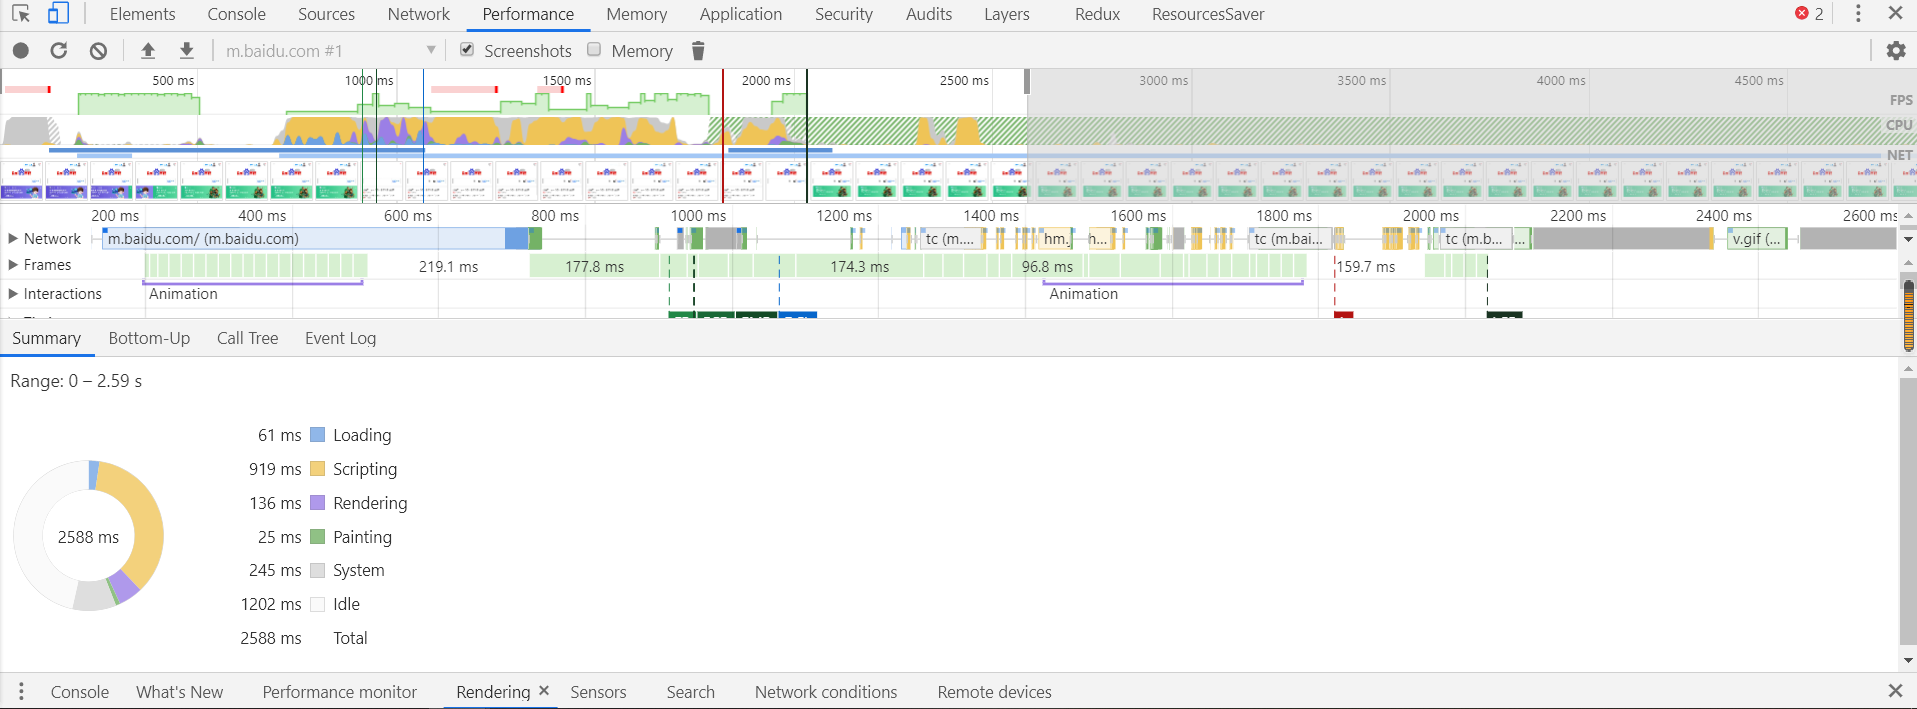 Elements Console Sources Network Performance Memory Application Security Audits Layers Redux ResourcesSaver 2
m.baidu.com #1 Screenshots Memory
500 ms 1000 ms 1500 ms 2000 ms 2500 ms 3000 ms 3500 ms 4000 ms 4500 ms
FPS
CPU
NET
200 ms 400 ms 600 ms 800 ms 1000 ms 1200 ms 1400 ms 1600 ms 1800 ms 2000 ms 2200 ms 2400 ms 2600 ms
Network m.baidu.com/ (m.baidu.com) tc (m.... hm.j h... tc (m.bai... tc (m.b... ... v.gif (...
Frames 219.1 ms 177.8 ms 174.3 ms 96.8 ms 159.7 ms
Interactions Animation Animation
Summary Bottom-Up Call Tree Event Log
Range: 0 – 2.59 s
61 ms Loading
919 ms Scripting
136 ms Rendering
2588 ms
25 ms Painting
245 ms System
1202 ms Idle
2588 ms Total
Console What's New Performance monitor Rendering Sensors Search Network conditions Remote devices